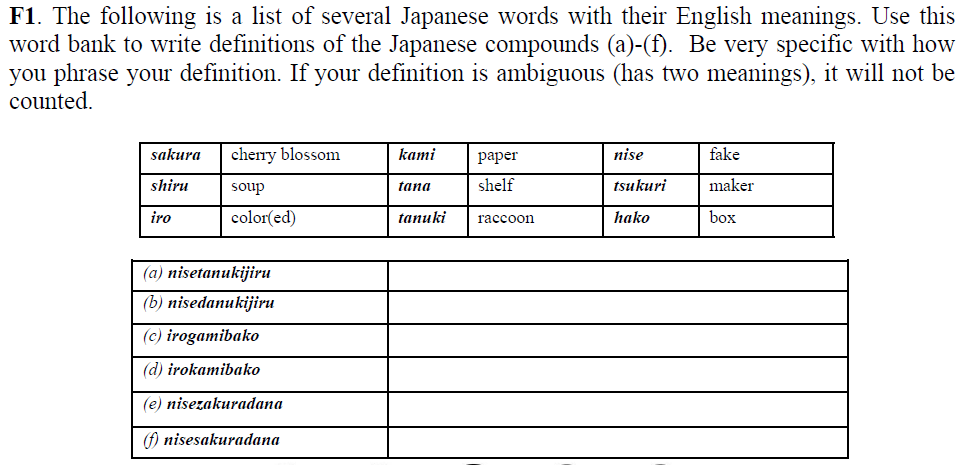 F1. The following is a list of several Japanese words with their English meanings. Use this
word bank to write definitions of the Japanese compounds (a)-(f). Be very specific with how
you phrase your definition. If your definition is ambiguous (has two meanings), it will not be
counted.
sakura cherry blossom kami paper nise fake
shiru soup tana shelf tsukuri maker
iro color(ed) tanuki raccoon hako box
(a) nisetanukijiru
(b) nisedanukijiru
(c) irogamibako
(d) irokamibako
(e) nisezakuradana
(f) nisesakuradana